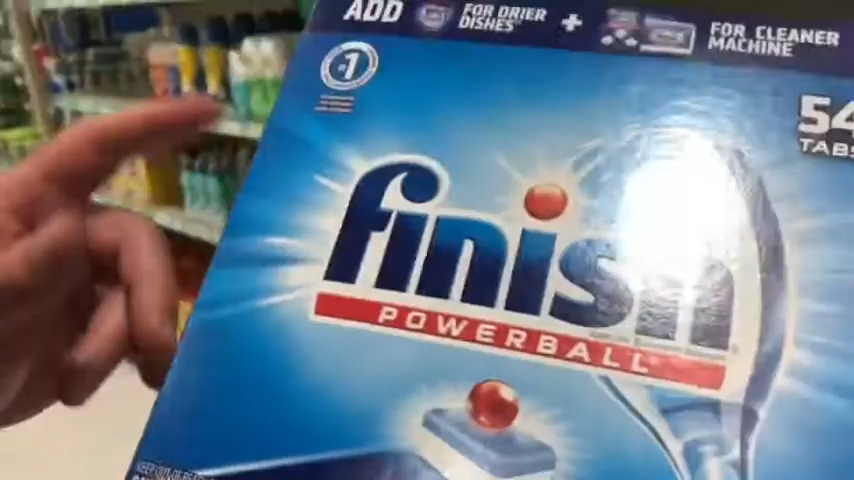 ADD FOR DRIER DISHES + FOR CLEANER MACHINE
#1
54 TABS
finish
POWERBALL